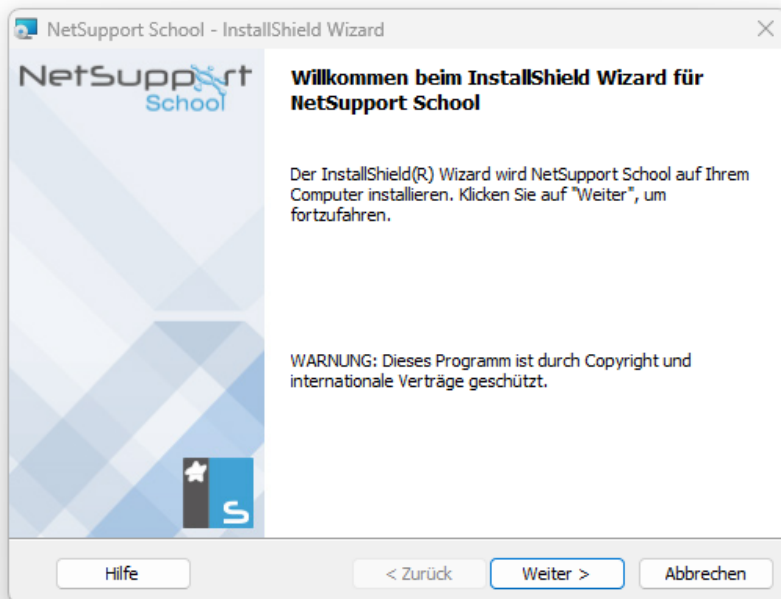 NetSupport School - InstallShield Wizard
NetSupport
School
Willkommen beim InstallShield Wizard für
NetSupport School
Der InstallShield(R) Wizard wird NetSupport School auf Ihrem
Computer installieren. Klicken Sie auf "Weiter", um
fortzufahren.
WARNUNG: Dieses Programm ist durch Copyright und
internationale Verträge geschützt.
S
Hilfe
< Zurück
Weiter >
Abbrechen